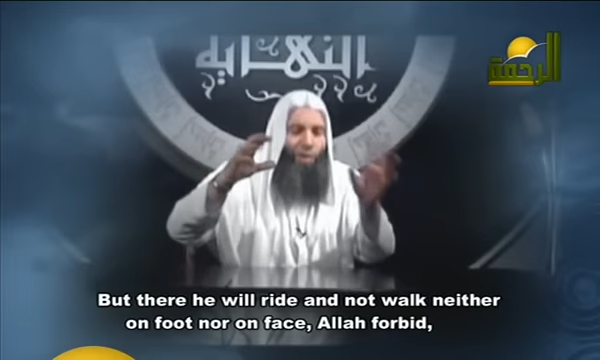 النهاية
الرحمة
But there he will ride and not walk neither
on foot nor on face, Allah forbid,